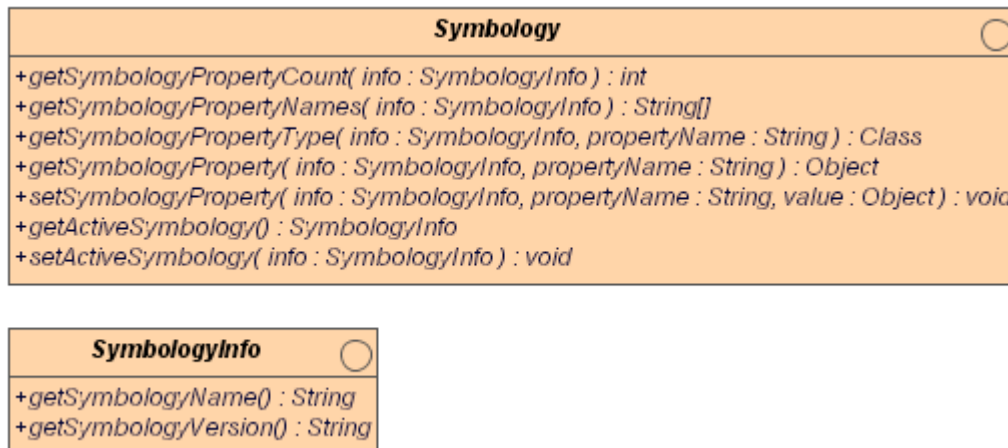 Symbology
+getSymbologyPropertyCount( info : SymbologyInfo ) : int
+getSymbologyPropertyNames( info : SymbologyInfo ) : String[]
+getSymbologyPropertyType( info : SymbologyInfo, propertyName : String ) : Class
+getSymbologyProperty( info : SymbologyInfo, propertyName : String ) : Object
+setSymbologyProperty( info : SymbologyInfo, propertyName : String, value : Object ) : void
+getActiveSymbology() : SymbologyInfo
+setActiveSymbology( info : SymbologyInfo ) : void
SymbologyInfo
+getSymbologyName() : String
+getSymbologyVersion() : String